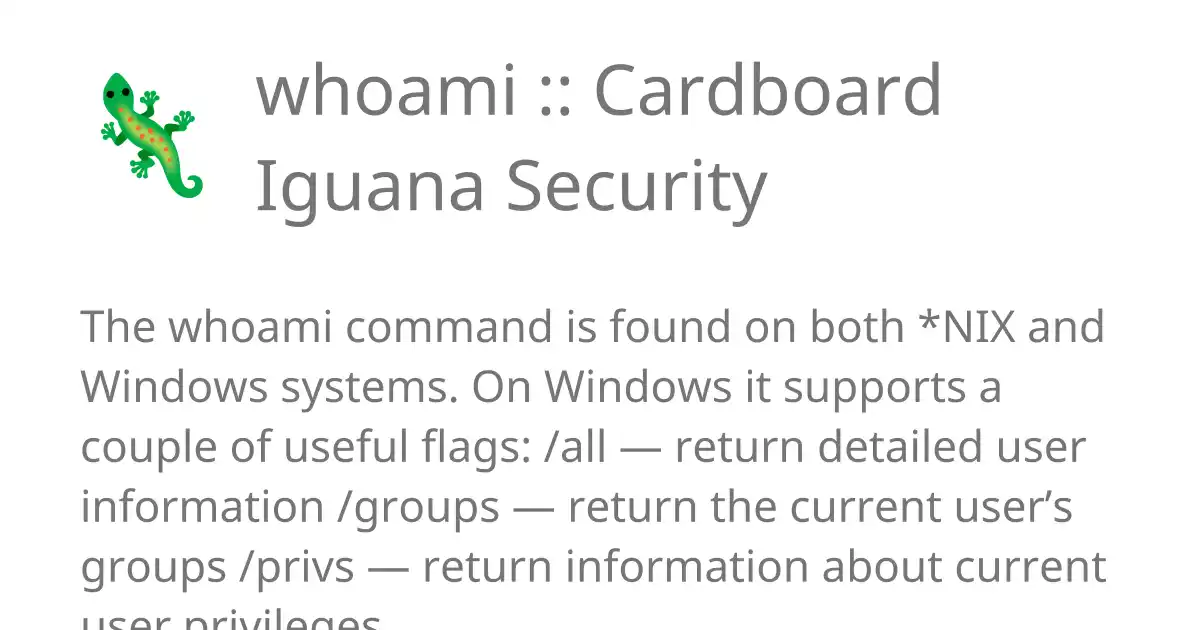 whoami :: Cardboard
Iguana Security
The whoami command is found on both *NIX and
Windows systems. On Windows it supports a
couple of useful flags: /all — return detailed user
information /groups — return the current user’s
groups /privs — return information about current
user privileges